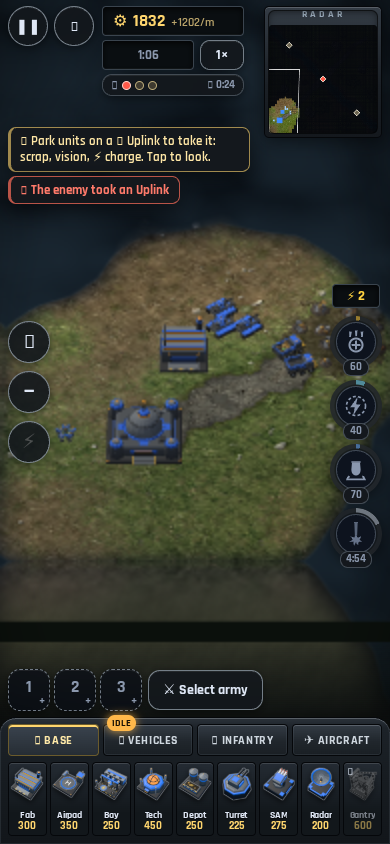 1832 +1202/m
RADAR
1:06
1×
0:24
Park units on a Uplink to take it:
scrap, vision, ⚡ charge. Tap to look.
The enemy took an Uplink
⚡ 2
60
40
70
4:54
1 +
2 +
3 +
⚔ Select army
IDLE
BASE
VEHICLES
INFANTRY
✈ AIRCRAFT
Fab
Airpad
Bay
Tech
Depot
Turret
SAM
Radar
Gantry
300
350
250
450
250
225
275
200
600